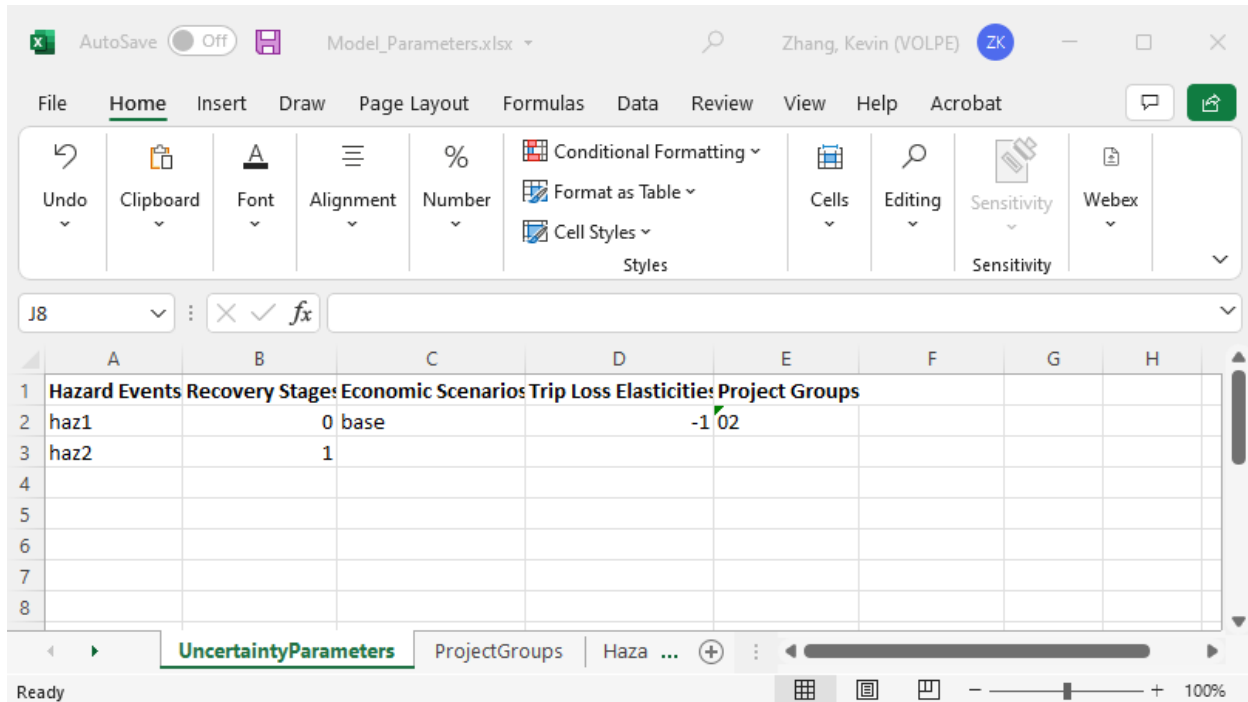 AutoSave Off Model_Parameters.xlsx Zhang, Kevin (VOLPE) ZK
File Home Insert Draw Page Layout Formulas Data Review View Help Acrobat
Undo Clipboard Font Alignment Number Conditional Formatting Format as Table Cell Styles Styles Cells Editing Sensitivity Sensitivity Webex
J8 fx
A B C D E F G H
1 Hazard Events Recovery Stages Economic Scenarios Trip Loss Elasticities Project Groups
2 haz1 0 base -1 02
3 haz2 1
4
5
6
7
8
UncertaintyParameters ProjectGroups Haza ...
Ready 100%